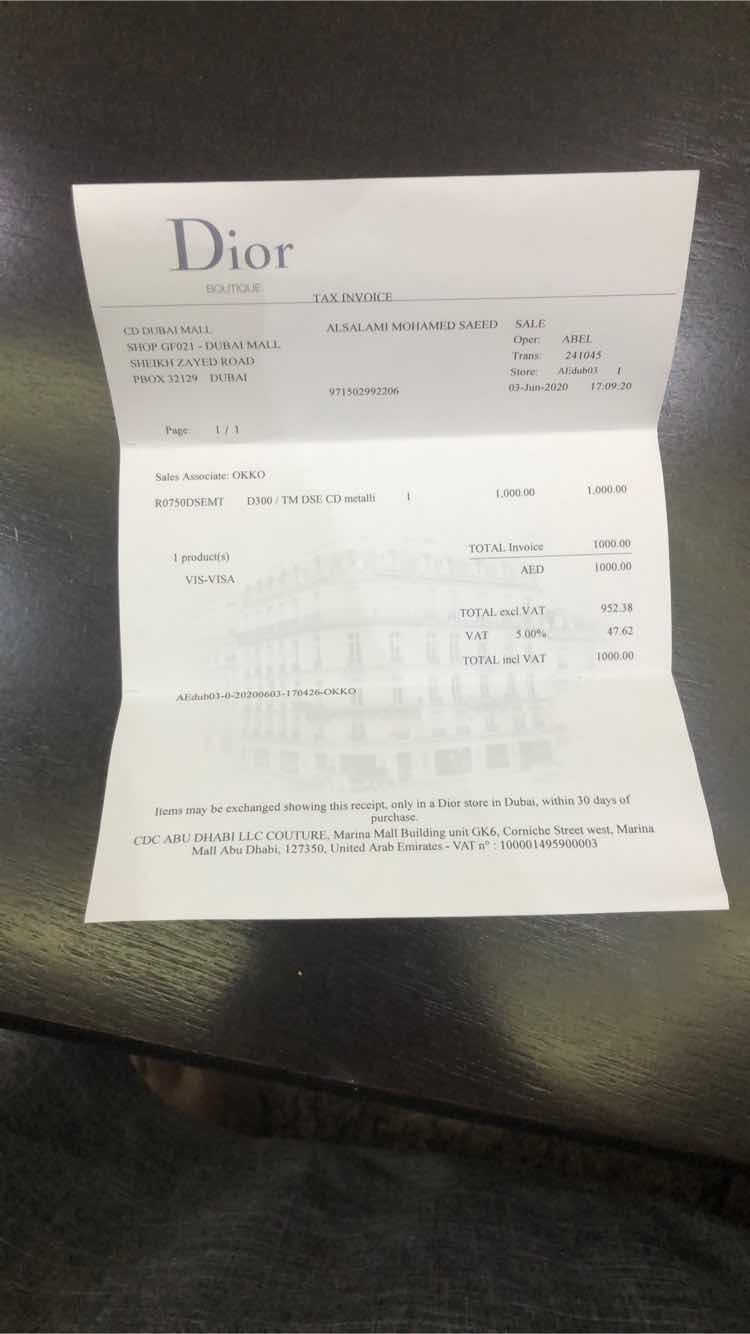 Dior
BOUTIQUE
TAX INVOICE
CD DUBAI MALL
SHOP GF021 - DUBAI MALL
SHEIKH ZAYED ROAD
PBOX 32129 DUBAI
ALSALAMI MOHAMED SAEED
971502992206
SALE
Oper: ABEL
Trans: 241045
Store: AEdub03 1
03-Jun-2020 17:09:20
Page: 1 / 1
Sales Associate: OKKO
R0750DSEMT D300 / TM DSE CD metalli 1 1,000.00 1,000.00
1 product(s)
VIS-VISA
TOTAL Invoice 1000.00
AED 1000.00
TOTAL excl VAT 952.38
VAT 5.00% 47.62
TOTAL incl VAT 1000.00
AEdub03-0-20200603-170426-OKKO
Items may be exchanged showing this receipt, only in a Dior store in Dubai, within 30 days of
purchase.
CDC ABU DHABI LLC COUTURE, Marina Mall Building unit GK6, Corniche Street west, Marina
Mall Abu Dhabi, 127350, United Arab Emirates - VAT n° : 100001495900003